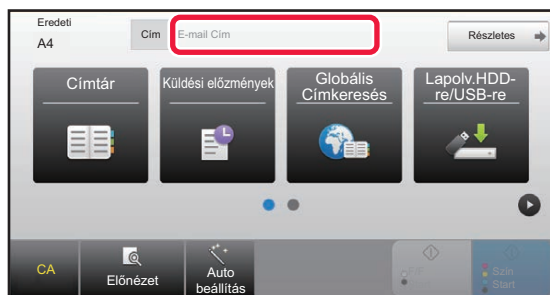 Eredeti
A4
Cím
E-mail Cím
Részletes
Címtár
Küldési előzmények
Globális
Címkeresés
Lapolv.HDD-
re/USB-re
CA
Előnézet
Auto
beállítás
Szín
Start